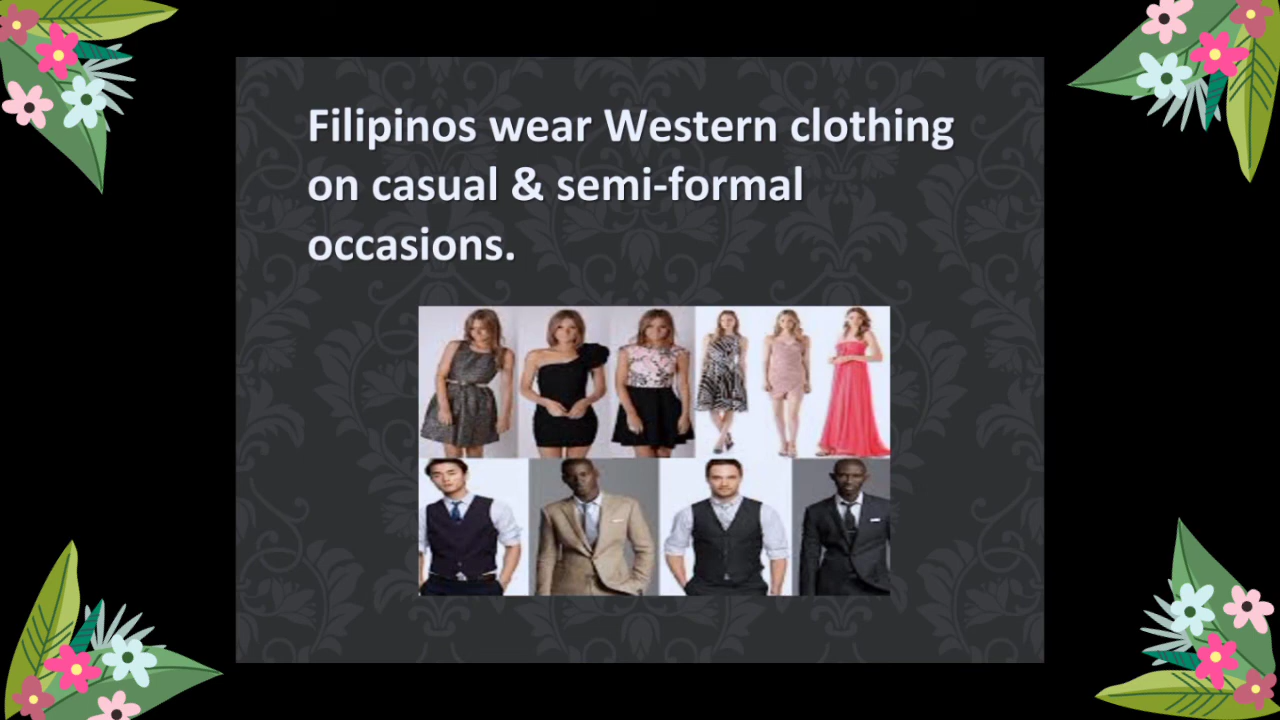 Filipinos wear Western clothing
on casual & semi-formal
occasions.